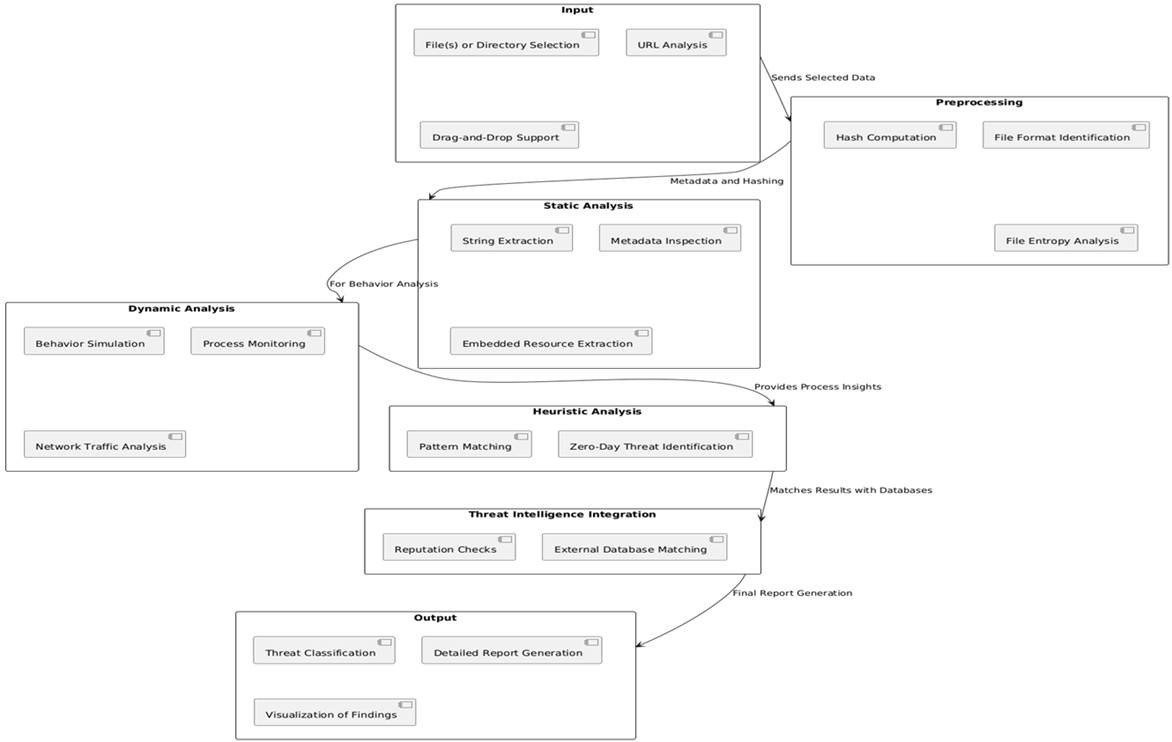 Input
File(s) or Directory Selection
URL Analysis
Drag-and-Drop Support
Sends Selected Data
Preprocessing
Hash Computation
File Format Identification
File Entropy Analysis
Metadata and Hashing
Static Analysis
String Extraction
Metadata Inspection
Embedded Resource Extraction
For Behavior Analysis
Dynamic Analysis
Behavior Simulation
Process Monitoring
Network Traffic Analysis
Provides Process Insights
Heuristic Analysis
Pattern Matching
Zero-Day Threat Identification
Matches Results with Databases
Threat Intelligence Integration
Reputation Checks
External Database Matching
Final Report Generation
Output
Threat Classification
Detailed Report Generation
Visualization of Findings